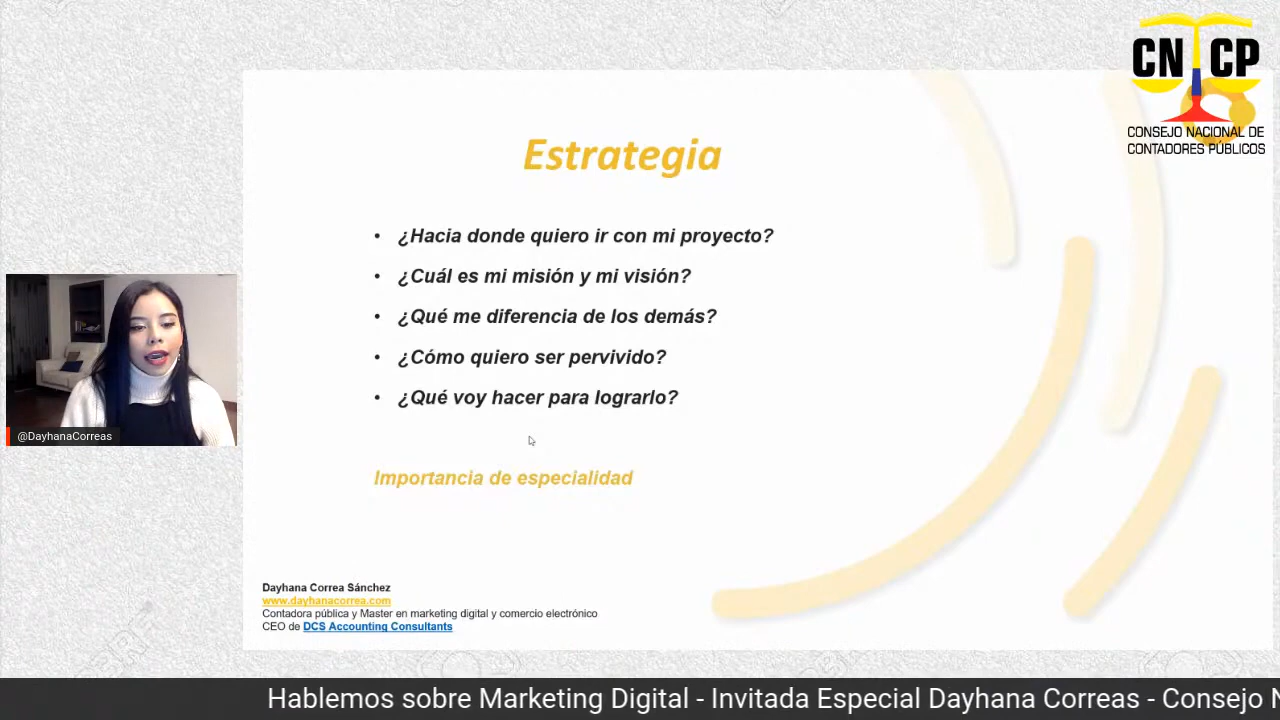 CN CP
CONSEJO NACIONAL DE
CONTADORES PÚBLICOS
Estrategia
• ¿Hacia donde quiero ir con mi proyecto?
• ¿Cuál es mi misión y mi visión?
• ¿Qué me diferencia de los demás?
• ¿Cómo quiero ser pervivido?
• ¿Qué voy hacer para lograrlo?
Importancia de especialidad
@DayhanaCorreas
Dayhana Correa Sánchez
www.dayhanacorrea.com
Contadora pública y Master en marketing digital y comercio electrónico
CEO de DCS Accounting Consultants
Hablemos sobre Marketing Digital - Invitada Especial Dayhana Correas - Consejo N